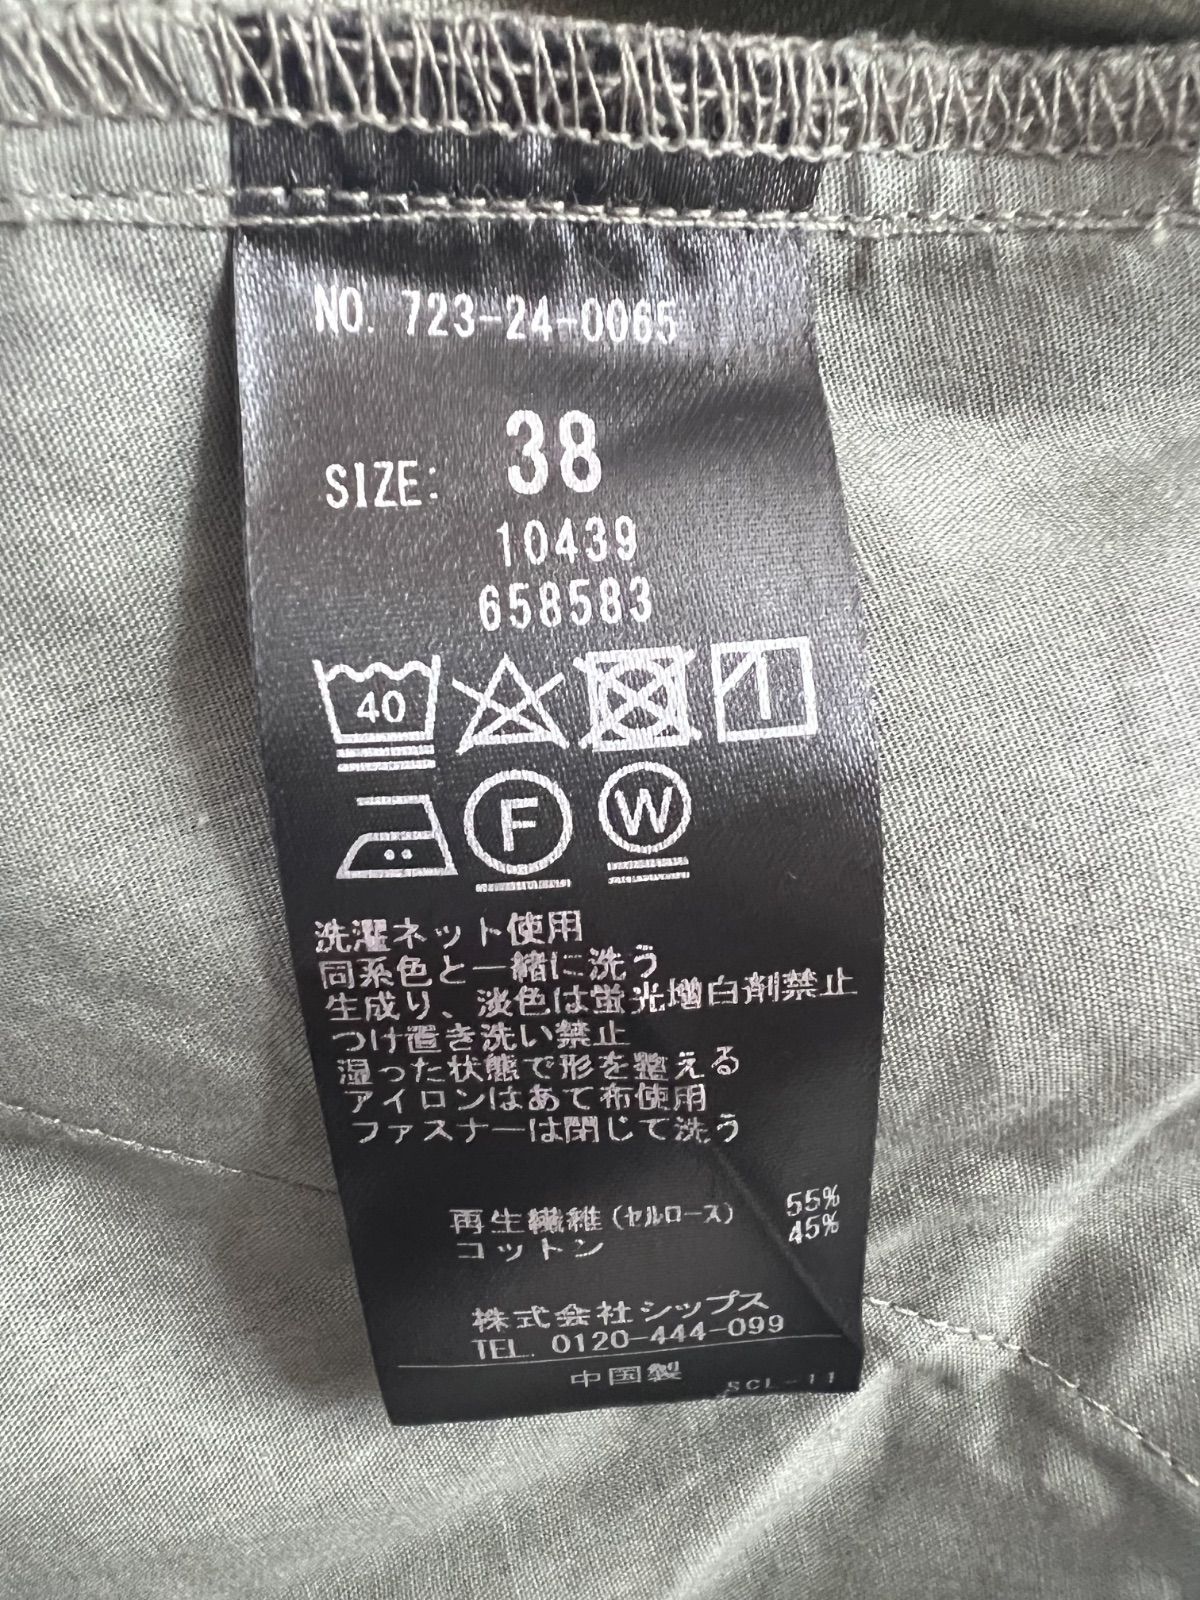 NO. 723-24-0065
SIZE: 38
10439
658583
40
F W
洗濯ネット使用
同系色と一緒に洗う
生成り、淡色は蛍光増白剤禁止
つけ置き洗い禁止
湿った状態で形を整える
アイロンはあて布使用
ファスナーは閉じて洗う
再生繊維(セルロース) 55%
コットン 45%
株式会社シップス
TEL. 0120-444-099
中国製 SCL-11